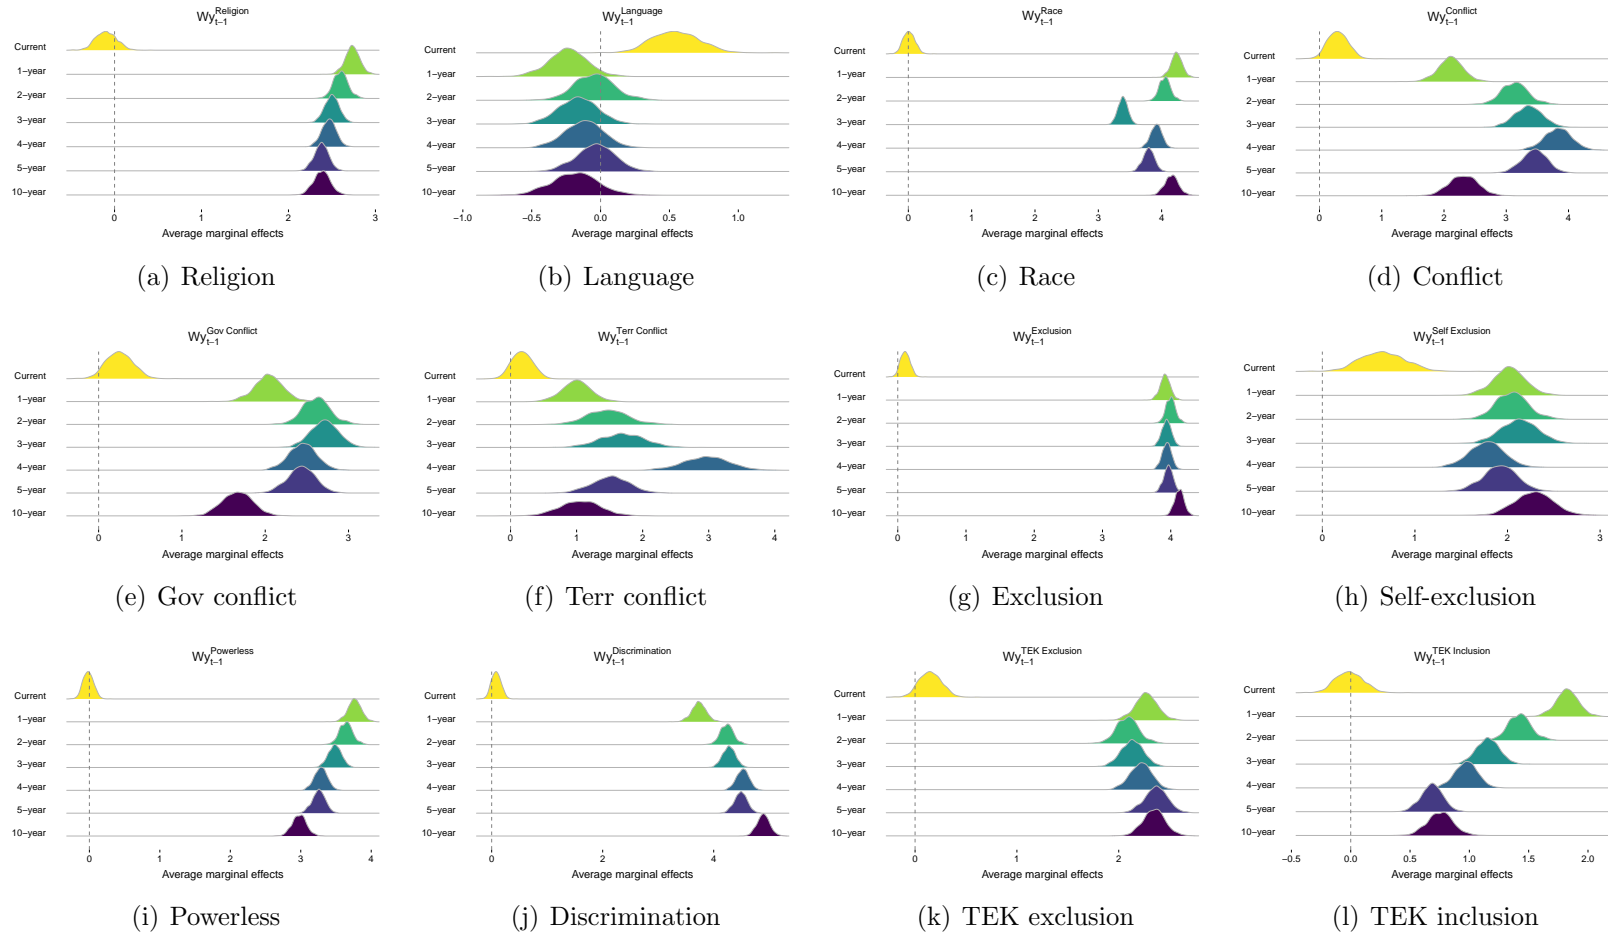 Wy_{t–1}^{Religion}
Current
1–year
2–year
3–year
4–year
5–year
10–year
0 1 2 3
Average marginal effects
(a) Religion
Wy_{t–1}^{Language}
Current
1–year
2–year
3–year
4–year
5–year
10–year
–1.0 –0.5 0.0 0.5 1.0
Average marginal effects
(b) Language
Wy_{t–1}^{Race}
Current
1–year
2–year
3–year
4–year
5–year
10–year
0 1 2 3 4
Average marginal effects
(c) Race
Wy_{t–1}^{Conflict}
Current
1–year
2–year
3–year
4–year
5–year
10–year
0 1 2 3 4
Average marginal effects
(d) Conflict
Wy_{t–1}^{Gov Conflict}
Current
1–year
2–year
3–year
4–year
5–year
10–year
0 1 2 3
Average marginal effects
(e) Gov conflict
Wy_{t–1}^{Terr Conflict}
Current
1–year
2–year
3–year
4–year
5–year
10–year
0 1 2 3 4
Average marginal effects
(f) Terr conflict
Wy_{t–1}^{Exclusion}
Current
1–year
2–year
3–year
4–year
5–year
10–year
0 1 2 3 4
Average marginal effects
(g) Exclusion
Wy_{t–1}^{Self Exclusion}
Current
1–year
2–year
3–year
4–year
5–year
10–year
0 1 2 3
Average marginal effects
(h) Self-exclusion
Wy_{t–1}^{Powerless}
Current
1–year
2–year
3–year
4–year
5–year
10–year
0 1 2 3 4
Average marginal effects
(i) Powerless
Wy_{t–1}^{Discrimination}
Current
1–year
2–year
3–year
4–year
5–year
10–year
0 2 4
Average marginal effects
(j) Discrimination
Wy_{t–1}^{TEK Exclusion}
Current
1–year
2–year
3–year
4–year
5–year
10–year
0 1 2
Average marginal effects
(k) TEK exclusion
Wy_{t–1}^{TEK Inclusion}
Current
1–year
2–year
3–year
4–year
5–year
10–year
–0.5 0.0 0.5 1.0 1.5 2.0
Average marginal effects
(l) TEK inclusion